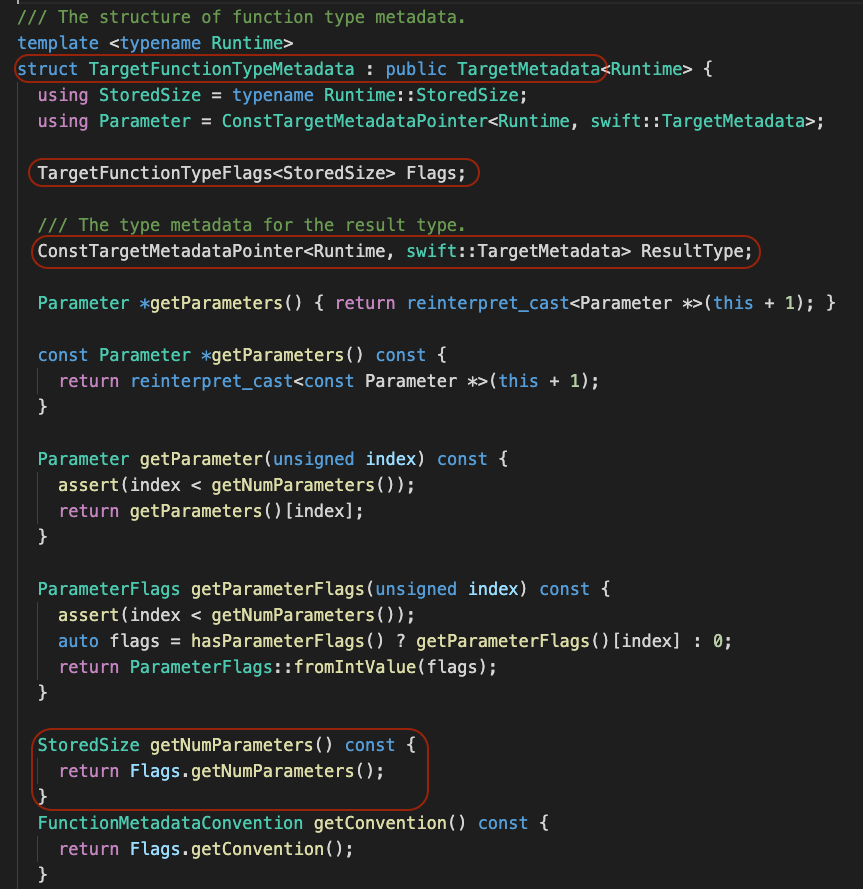 /// The structure of function type metadata.
template <typename Runtime>
struct TargetFunctionTypeMetadata : public TargetMetadata<Runtime> {
  using StoredSize = typename Runtime::StoredSize;
  using Parameter = ConstTargetMetadataPointer<Runtime, swift::TargetMetadata>;

  TargetFunctionTypeFlags<StoredSize> Flags;

  /// The type metadata for the result type.
  ConstTargetMetadataPointer<Runtime, swift::TargetMetadata> ResultType;

  Parameter *getParameters() { return reinterpret_cast<Parameter *>(this + 1); }

  const Parameter *getParameters() const {
    return reinterpret_cast<const Parameter *>(this + 1);
  }

  Parameter getParameter(unsigned index) const {
    assert(index < getNumParameters());
    return getParameters()[index];
  }

  ParameterFlags getParameterFlags(unsigned index) const {
    assert(index < getNumParameters());
    auto flags = hasParameterFlags() ? getParameterFlags()[index] : 0;
    return ParameterFlags::fromIntValue(flags);
  }

  StoredSize getNumParameters() const {
    return Flags.getNumParameters();
  }
  FunctionMetadataConvention getConvention() const {
    return Flags.getConvention();
  }